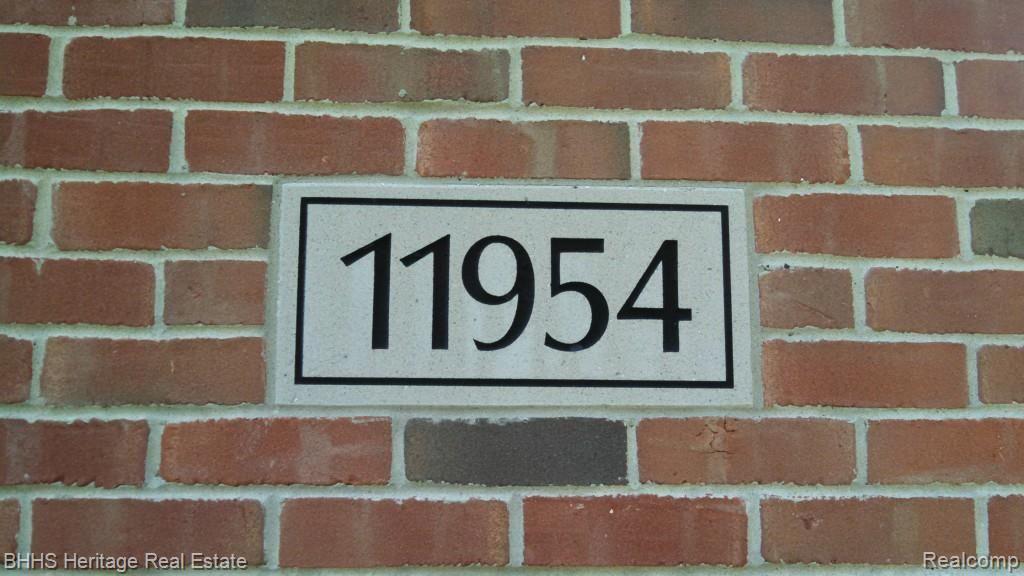 11954
BHHS Heritage Real Estate
Realcomp